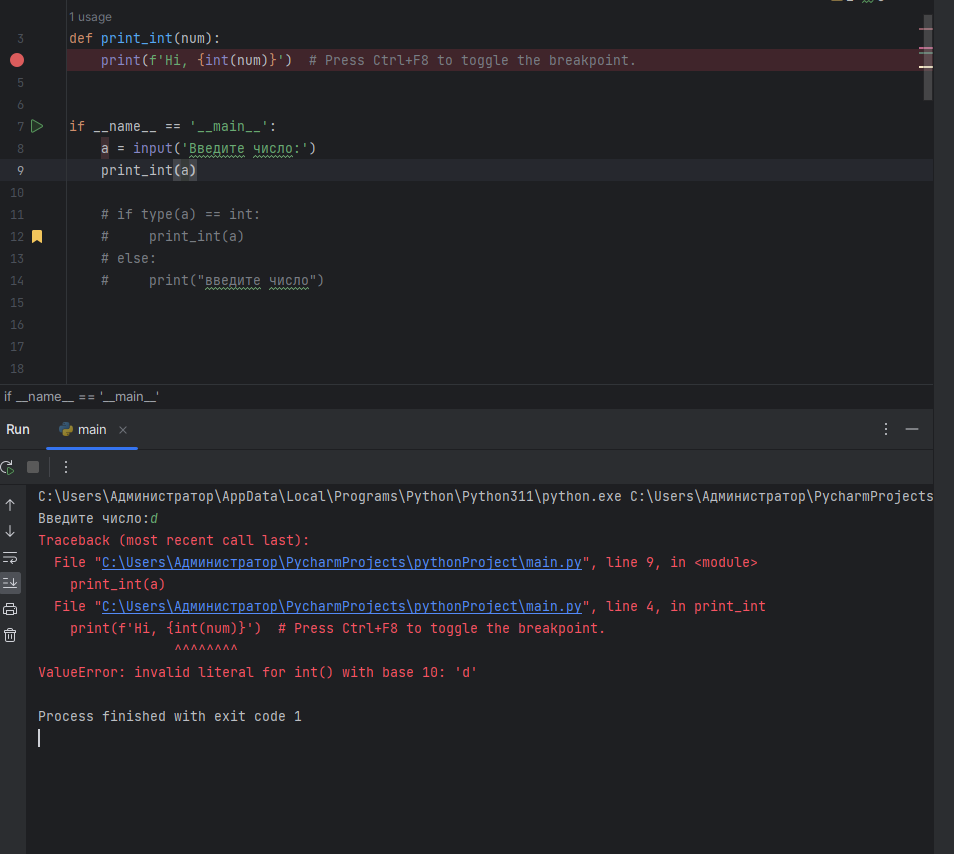 1 usage
3 def print_int(num):
print(f'Hi, {int(num)}')  # Press Ctrl+F8 to toggle the breakpoint.
5
6
7 if __name__ == '__main__':
8 a = input('Введите число:')
9 print_int(a)
10
11 # if type(a) == int:
12 #     print_int(a)
13 # else:
14 #     print("введите число")
15
16
17
18
if __name__ == '__main__'
Run main
C:\Users\Администратор\AppData\Local\Programs\Python\Python311\python.exe C:\Users\Администратор\PycharmProjects
Введите число:d
Traceback (most recent call last):
File "C:\Users\Администратор\PycharmProjects\pythonProject\main.py", line 9, in <module>
print_int(a)
File "C:\Users\Администратор\PycharmProjects\pythonProject\main.py", line 4, in print_int
print(f'Hi, {int(num)}')  # Press Ctrl+F8 to toggle the breakpoint.
^^^^^^^^
ValueError: invalid literal for int() with base 10: 'd'
Process finished with exit code 1